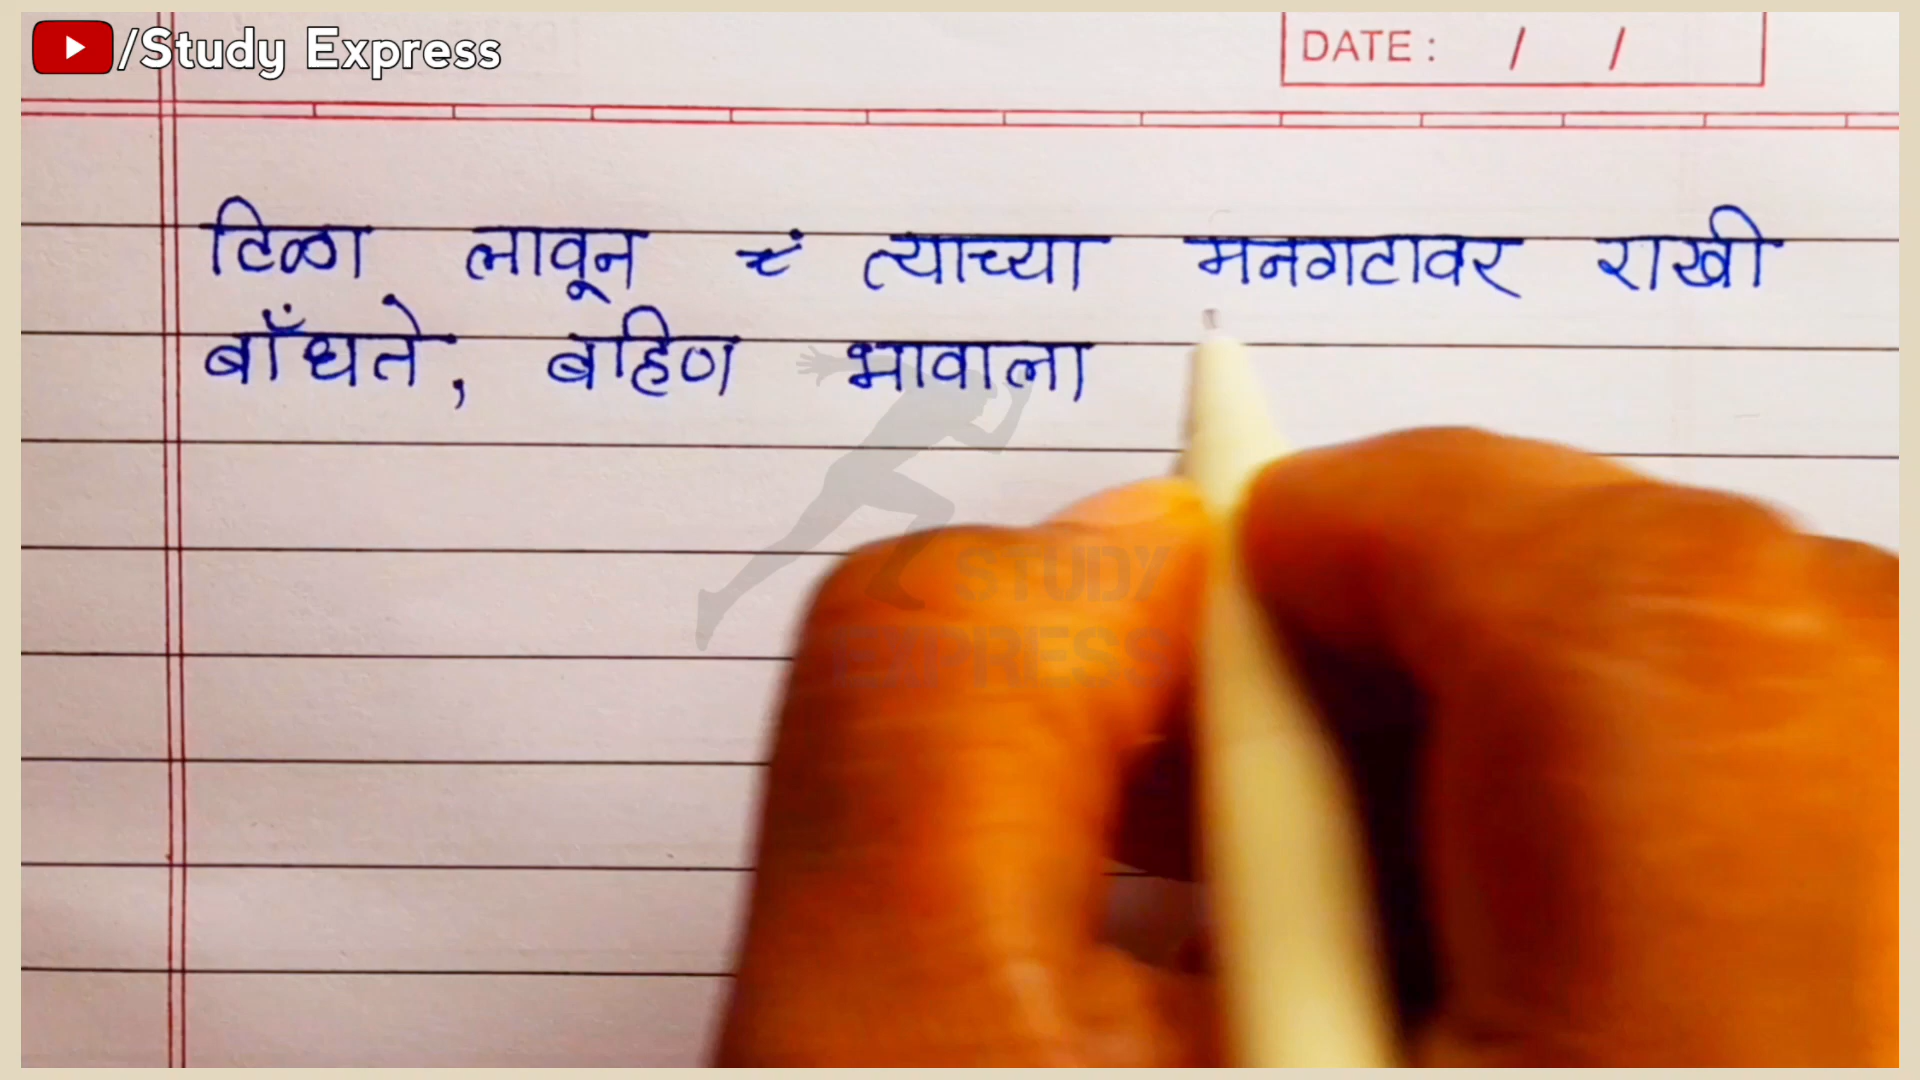 /Study Express
DATE: / /
टिळा लावून त्याच्या मनगटावर राखी
बाँधते, बहिण भावाला
STUDY
EXPRESS